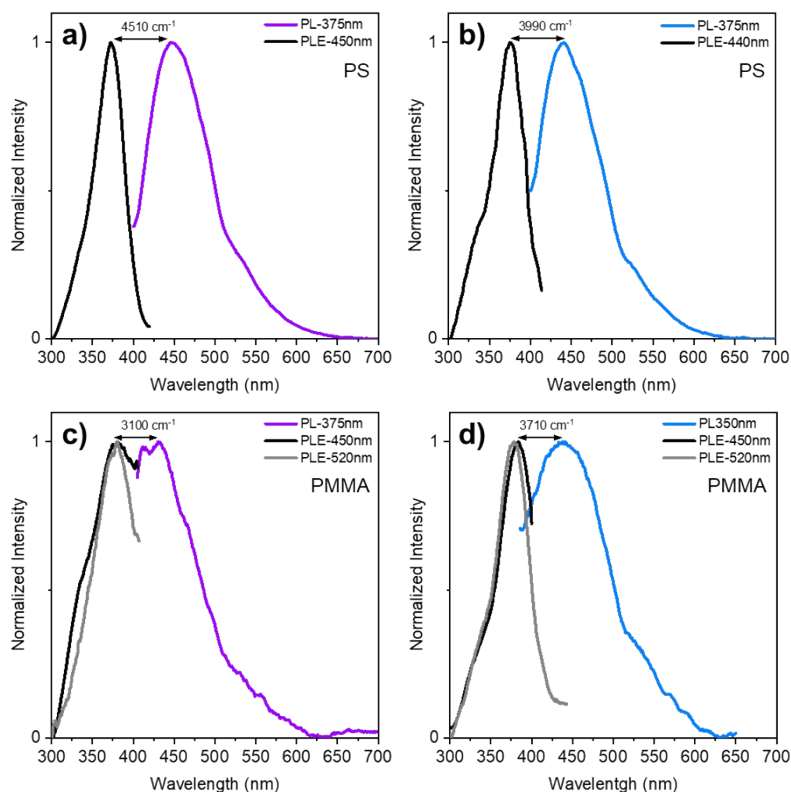 a)
4510 cm⁻¹
PL-375nm
PLE-450nm
PS
Normalized Intensity
1
0
300 350 400 450 500 550 600 650 700
Wavelength (nm)
b)
3990 cm⁻¹
PL-375nm
PLE-440nm
PS
Normalized Intensity
1
0
300 350 400 450 500 550 600 650 700
Wavelength (nm)
c)
3100 cm⁻¹
PL-375nm
PLE-450nm
PLE-520nm
PMMA
Normalized Intensity
1
0
300 350 400 450 500 550 600 650 700
Wavelength (nm)
d)
3710 cm⁻¹
PL350nm
PLE-450nm
PLE-520nm
PMMA
Normalized Intensity
1
0
300 350 400 450 500 550 600 650 700
Wavelentgh (nm)